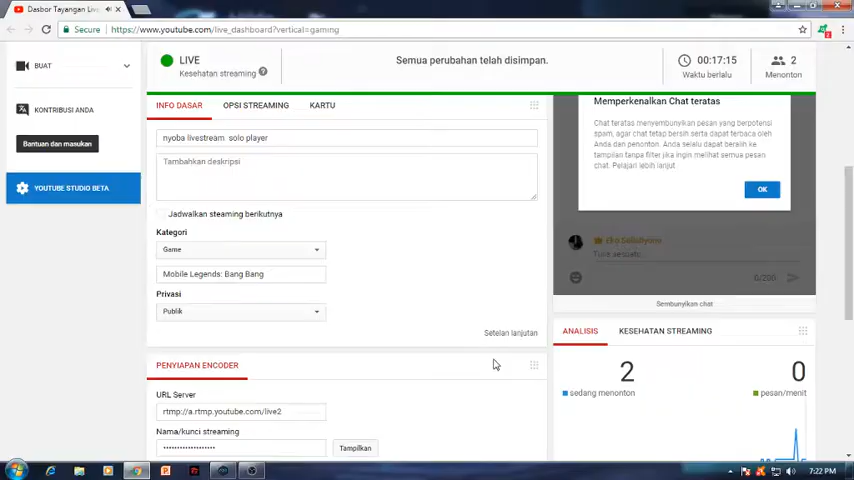 Dasbor Tayangan Live
Secure
https://www.youtube.com/live_dashboard?vertical=gaming
BUAT
KONTRIBUSI ANDA
Bantuan dan masukan
YOUTUBE STUDIO BETA
LIVE
Kesehatan streaming
Semua perubahan telah disimpan.
00:17:15
Waktu berlalu
2
Menonton
INFO DASAR
OPSI STREAMING
KARTU
nyoba livestream solo player
Tambahkan deskripsi
Jadwalkan steaming berikutnya
Kategori
Game
Mobile Legends: Bang Bang
Privasi
Publik
Setelan lanjutan
PENYIAPAN ENCODER
URL Server
rtmp://a.rtmp.youtube.com/live2
Nama/kunci streaming
Tampilkan
Memperkenalkan Chat teratas
Chat teratas menyembunyikan pesan yang berpotensi
spam, agar chat tetap bersih serta dapat terbaca oleh
Anda dan penonton. Anda selalu dapat beralih ke
tampilan tanpa filter jika ingin melihat semua pesan
chat. Pelajari lebih lanjut
OK
0/200
Sembunyikan chat
ANALISIS
KESEHATAN STREAMING
2
sedang menonton
0
pesan/menit
7:22 PM